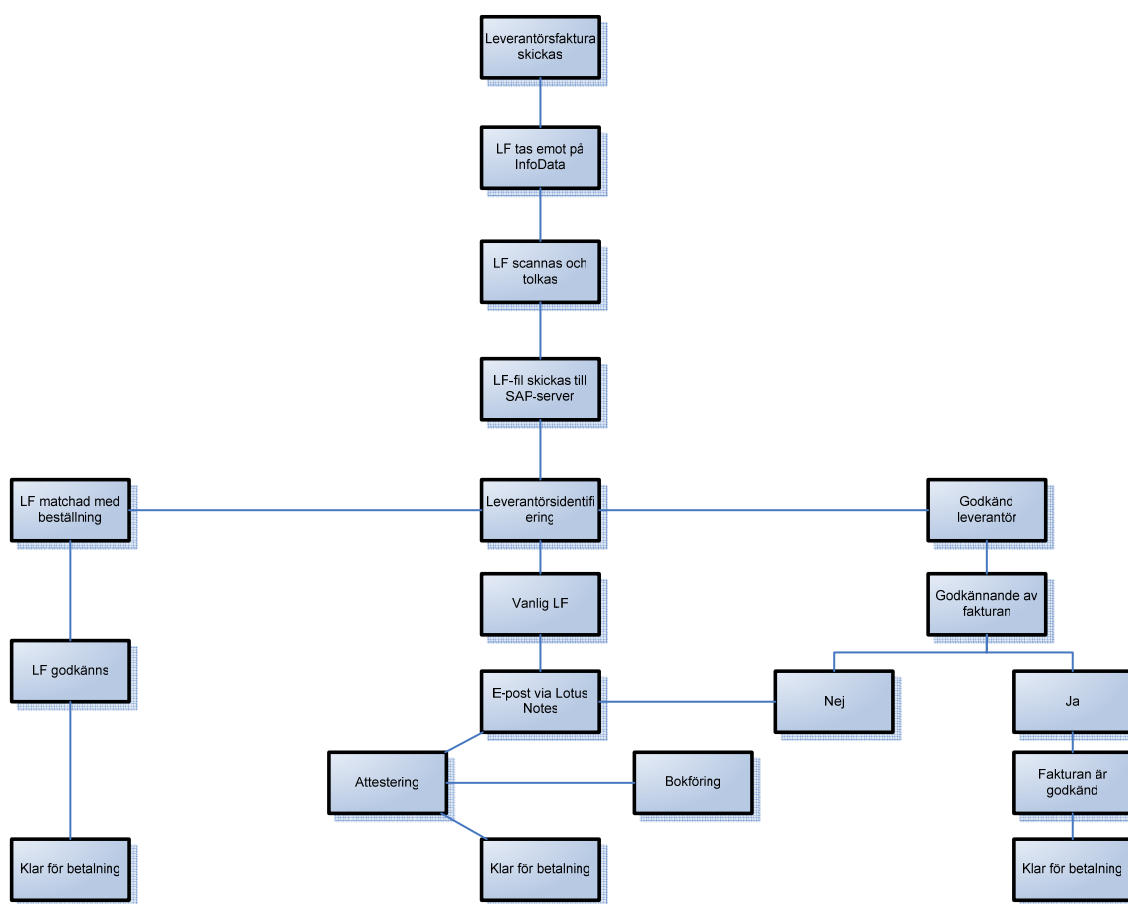 Leverantörsfaktura
skickas
LF tas emot på
InfoData
LF scannas och
tolkas
LF-fil skickas till
SAP-server
LF matchad med
beställning
Leverantörsidentifi
ering
Godkänd
leverantör
Vanlig LF
Godkännande av
fakturan
LF godkänns
E-post via Lotus
Notes
Nej
Ja
Attestering
Bokföring
Fakturan är
godkänd
Klar för betalning
Klar för betalning
Klar för betalning